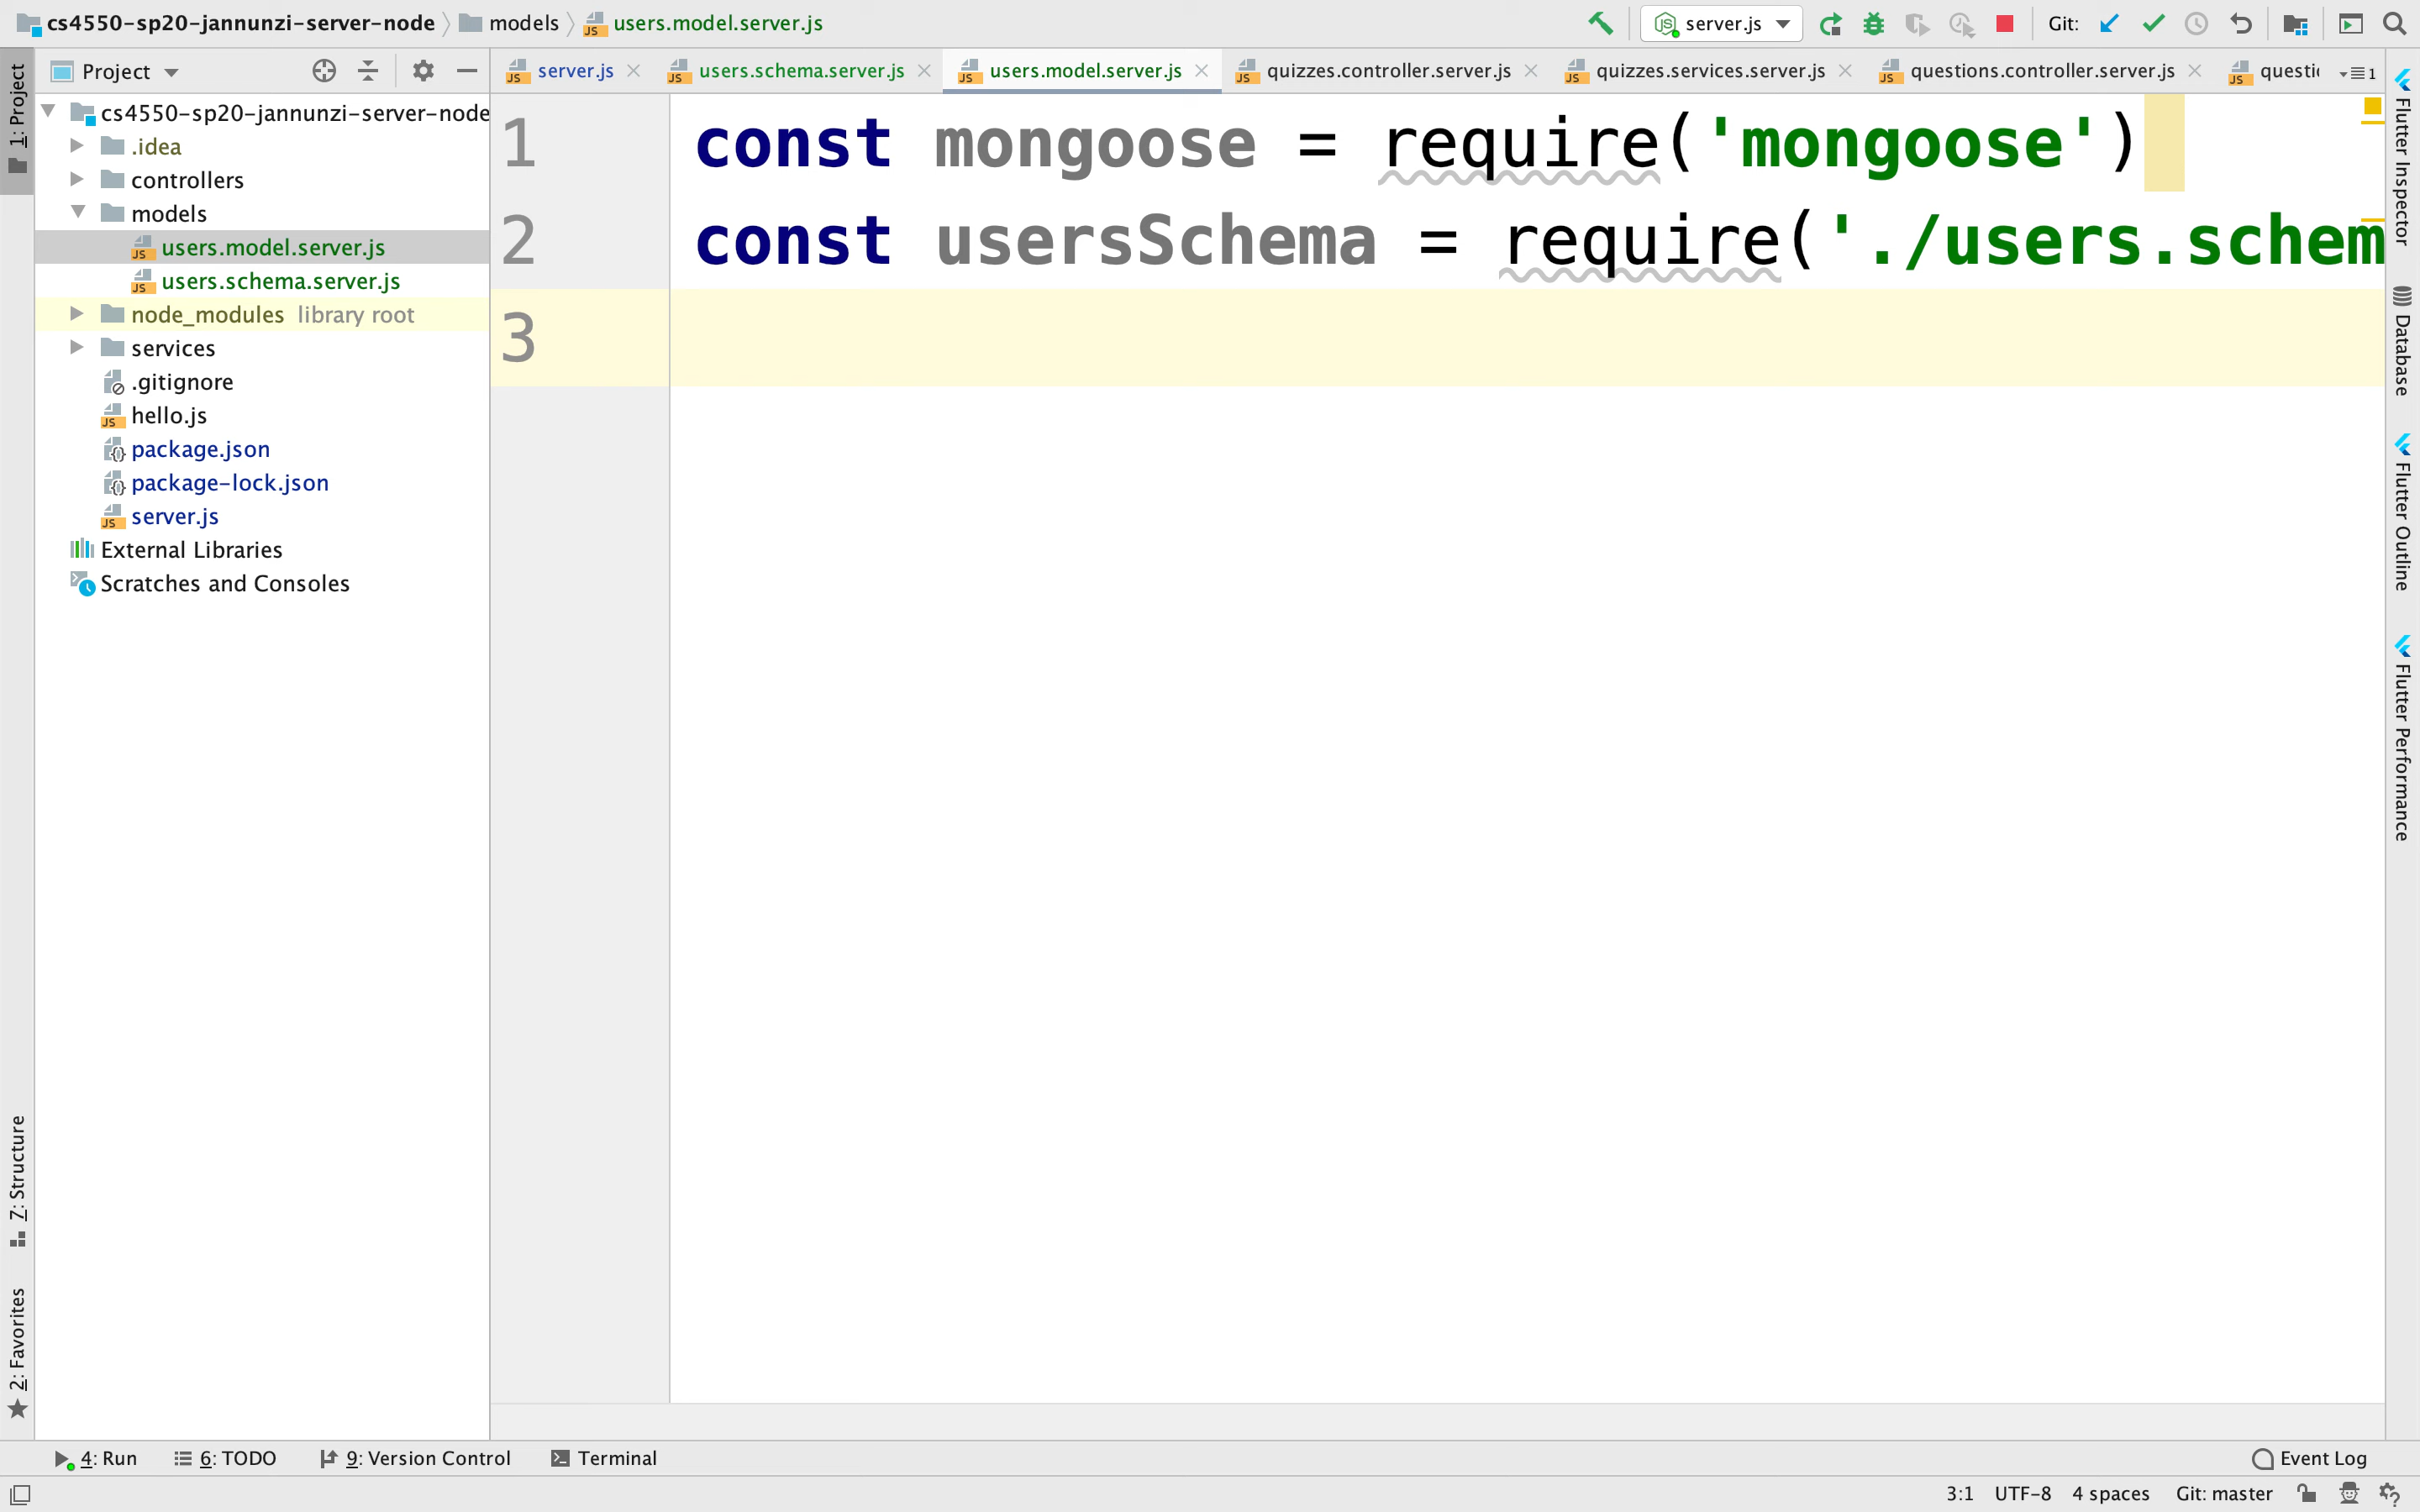 cs4550-sp20-jannunzi-server-node models users.model.server.js server.js Git:
Project server.js users.schema.server.js users.model.server.js quizzes.controller.server.js quizzes.services.server.js questions.controller.server.js questi 1
1: Project
cs4550-sp20-jannunzi-server-node
.idea
controllers
models
users.model.server.js
users.schema.server.js
node_modules library root
services
.gitignore
hello.js
package.json
package-lock.json
server.js
External Libraries
Scratches and Consoles
7: Structure
2: Favorites
1 const mongoose = require('mongoose')
2 const usersSchema = require('./users.schem
3
Flutter Inspector
Database
Flutter Outline
Flutter Performance
4: Run 6: TODO 9: Version Control Terminal Event Log
3:1 UTF-8 4 spaces Git: master